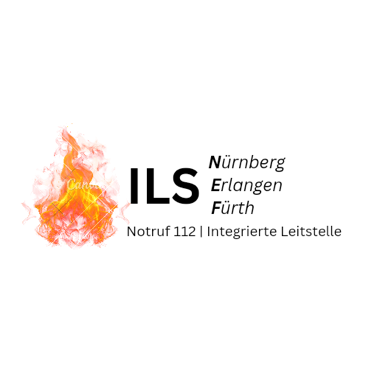 Nürnberg
ILS Erlangen
Fürth
Notruf 112 | Integrierte Leitstelle